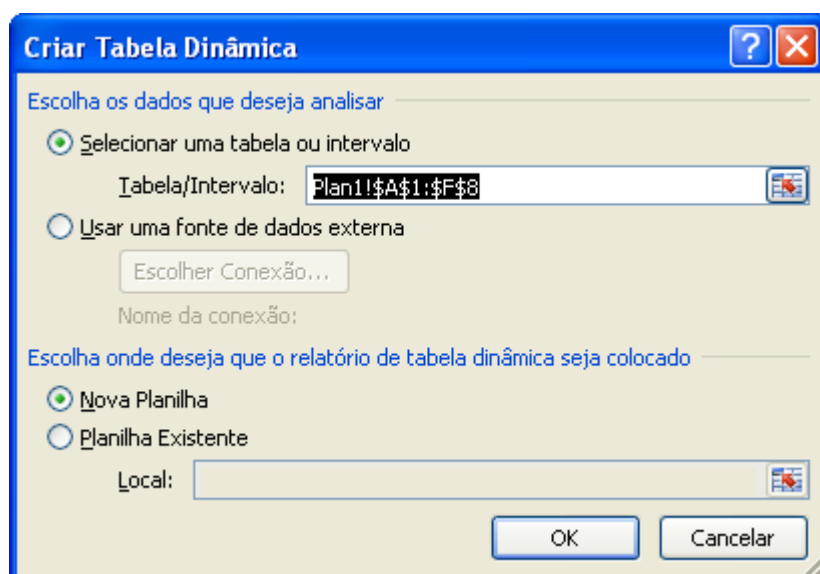 Criar Tabela Dinâmica
Escolha os dados que deseja analisar
Selecionar uma tabela ou intervalo
Tabela/Intervalo: Plan1!$A$1:$F$8
Usar uma fonte de dados externa
Escolher Conexão...
Nome da conexão:
Escolha onde deseja que o relatório de tabela dinâmica seja colocado
Nova Planilha
Planilha Existente
Local:
OK Cancelar